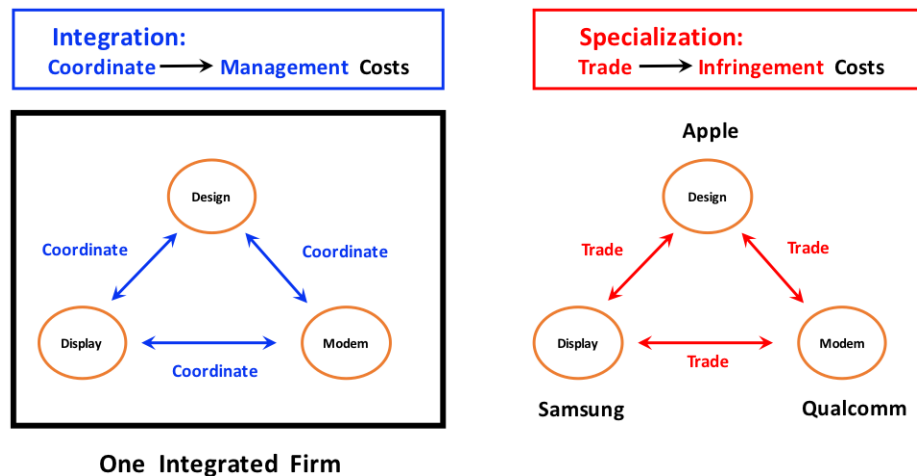 Integration:
Coordinate Management Costs
Design
Coordinate
Coordinate
Display
Modem
Coordinate
One Integrated Firm
Specialization:
Trade Infringement Costs
Apple
Design
Trade
Trade
Display
Modem
Trade
Samsung
Qualcomm